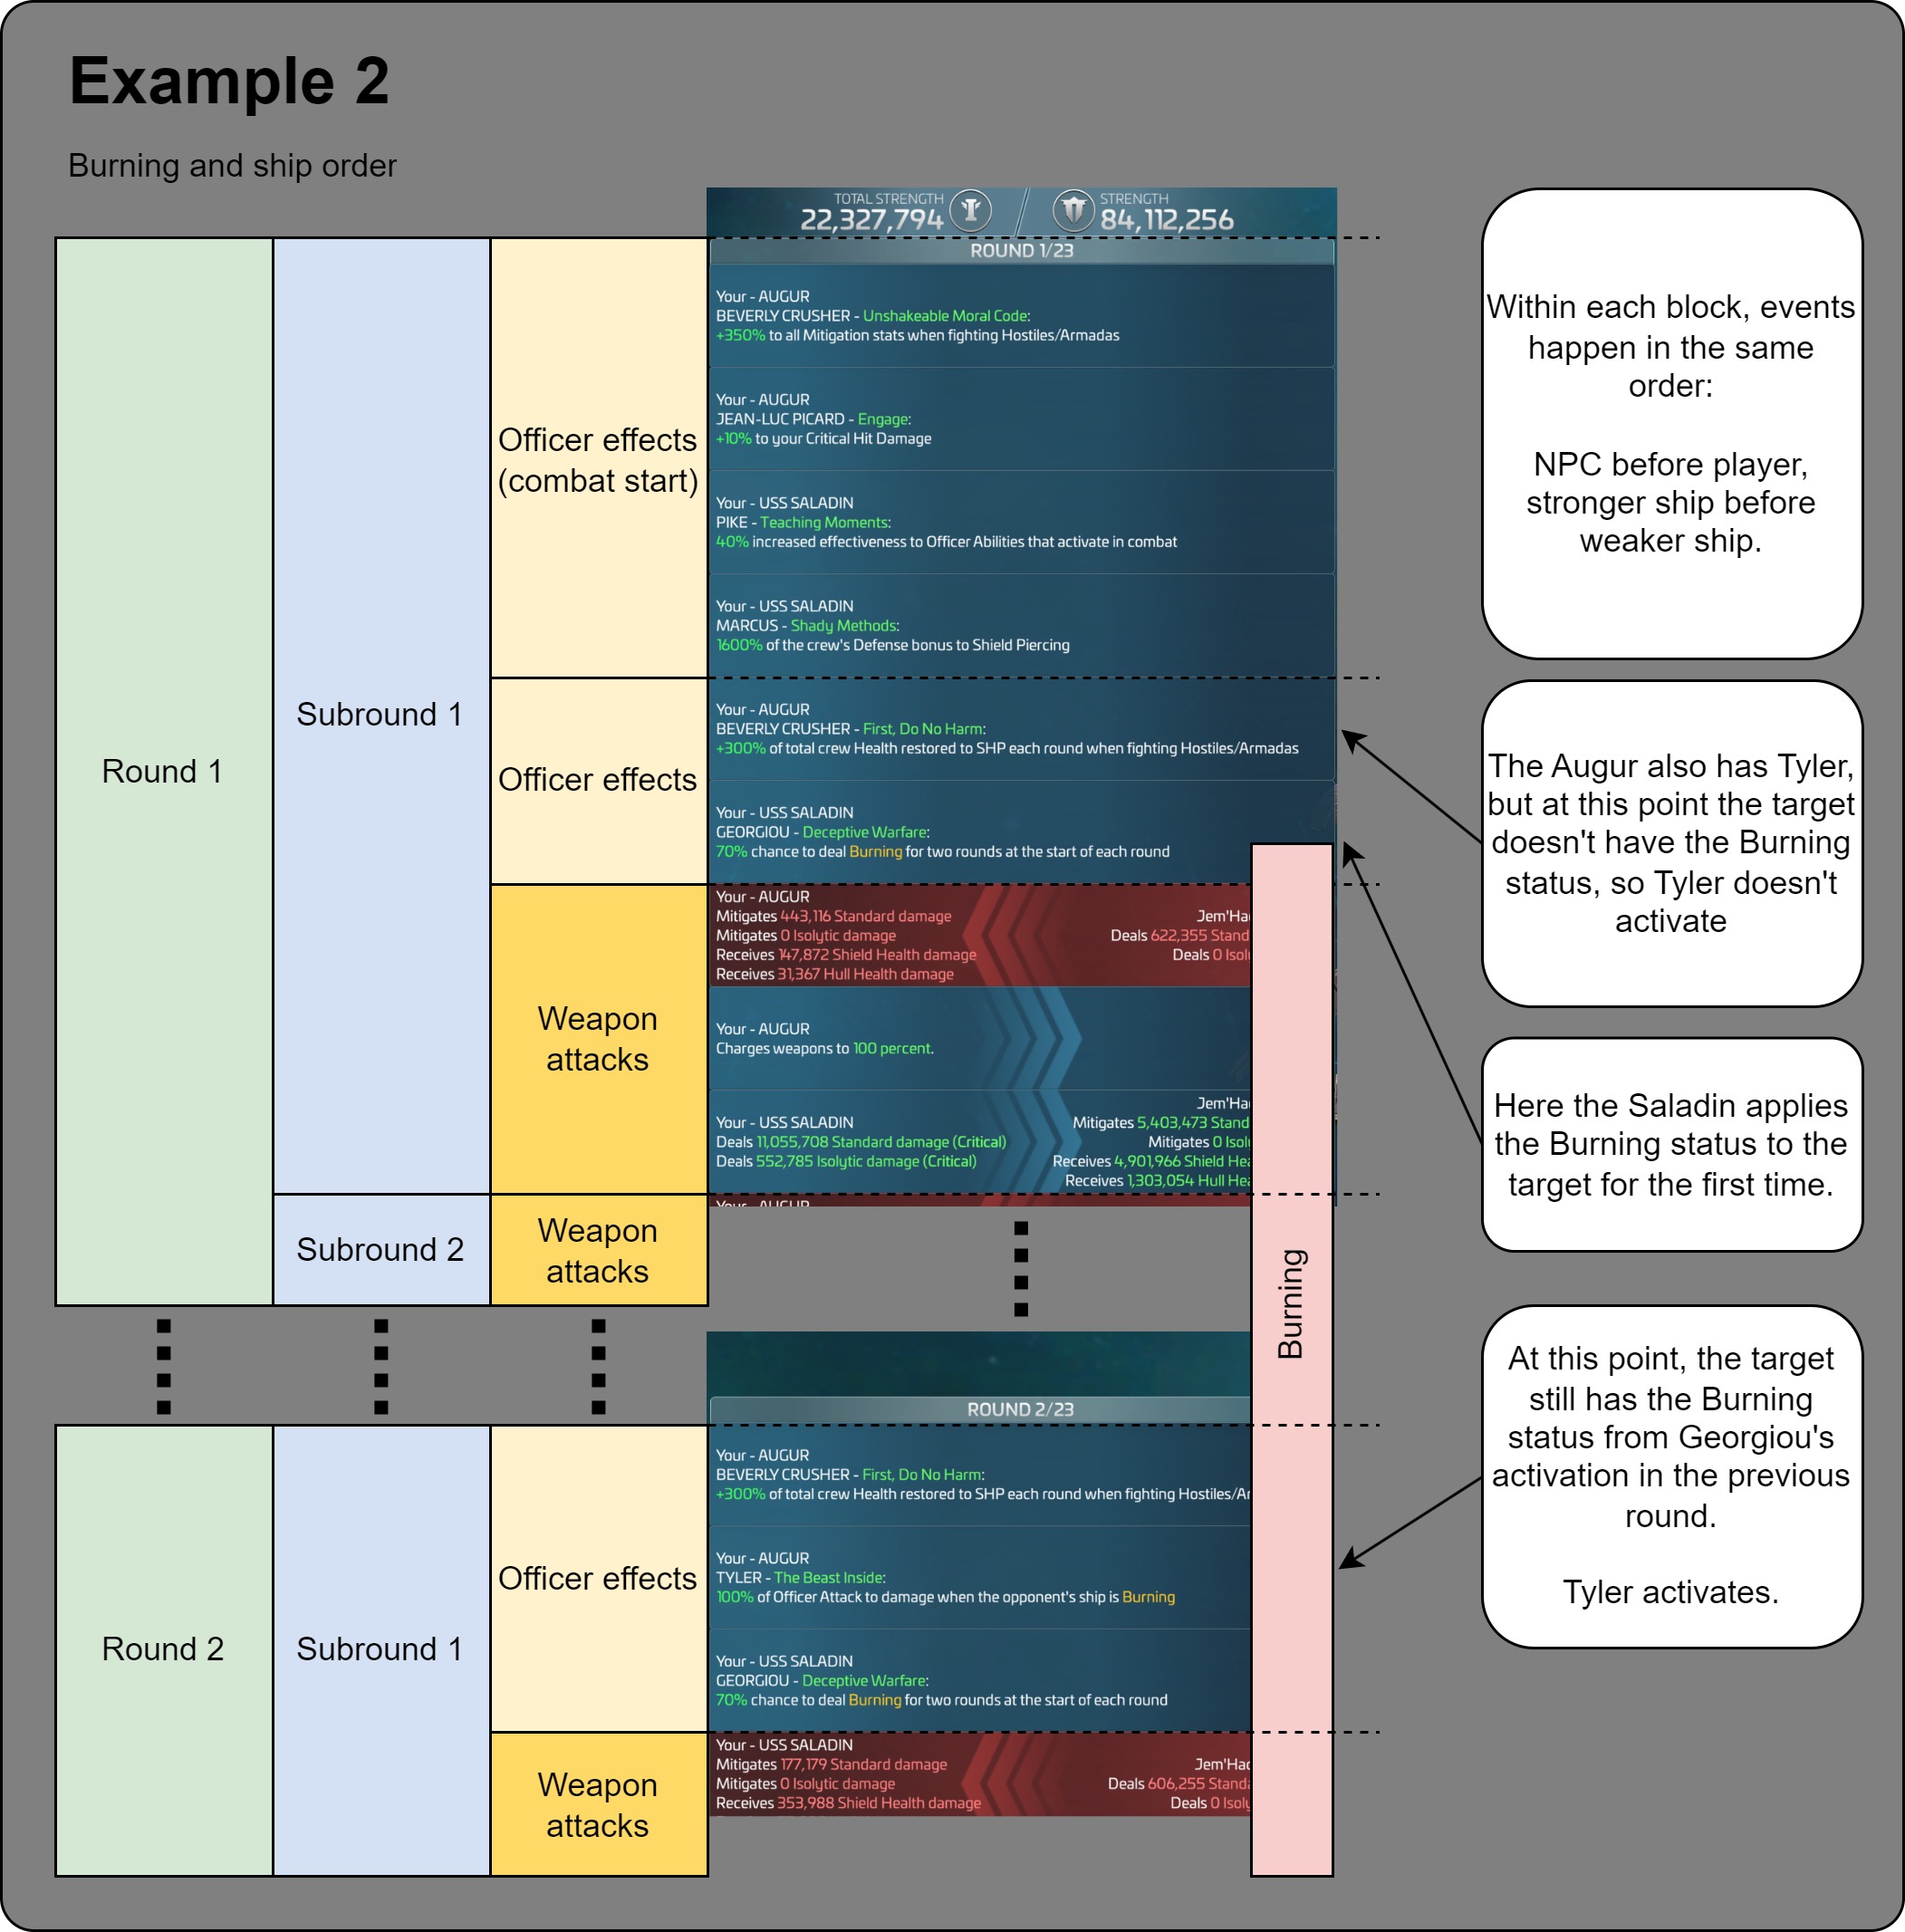 Example 2
Burning and ship order
TOTAL STRENGTH
22,327,794
STRENGTH
84,112,256
Round 1
Subround 1
Officer effects
(combat start)
ROUND 1/23
Your - AUGUR
BEVERLY CRUSHER - Unshakeable Moral Code:
+350% to all Mitigation stats when fighting Hostiles/Armadas
Your - AUGUR
JEAN-LUC PICARD - Engage:
+10% to your Critical Hit Damage
Your - USS SALADIN
PIKE - Teaching Moments:
40% increased effectiveness to Officer Abilities that activate in combat
Your - USS SALADIN
MARCUS - Shady Methods:
1600% of the crew's Defense bonus to Shield Piercing
Within each block, events
happen in the same
order:
NPC before player,
stronger ship before
weaker ship.
Officer effects
Your - AUGUR
BEVERLY CRUSHER - First, Do No Harm:
+300% of total crew Health restored to SHP each round when fighting Hostiles/Armadas
Your - USS SALADIN
GEORGIOU - Deceptive Warfare:
70% chance to deal Burning for two rounds at the start of each round
The Augur also has Tyler,
but at this point the target
doesn't have the Burning
status, so Tyler doesn't
activate
Weapon
attacks
Your - AUGUR
Mitigates 443,116 Standard damage
Mitigates 0 Isolytic damage
Receives 147,872 Shield Health damage
Receives 31,367 Hull Health damage
Jem'Ha
Deals 622,355 Stand
Deals 0 Isol
Your - AUGUR
Charges weapons to 100 percent.
Your - USS SALADIN
Deals 11,055,708 Standard damage (Critical)
Deals 552,785 Isolytic damage (Critical)
Jem'Ha
Mitigates 5,403,473 Stand
Mitigates 0 Isol
Receives 4,901,966 Shield Hea
Receives 1,303,054 Hull Hea
Here the Saladin applies
the Burning status to the
target for the first time.
Subround 2
Weapon
attacks
Your - AUGUR
Burning
Round 2
Subround 1
Officer effects
ROUND 2/23
Your - AUGUR
BEVERLY CRUSHER - First, Do No Harm:
+300% of total crew Health restored to SHP each round when fighting Hostiles/Ar
Your - AUGUR
TYLER - The Beast Inside:
100% of Officer Attack to damage when the opponent's ship is Burning
Your - USS SALADIN
GEORGIOU - Deceptive Warfare:
70% chance to deal Burning for two rounds at the start of each round
At this point, the target
still has the Burning
status from Georgiou's
activation in the previous
round.
Tyler activates.
Weapon
attacks
Your - USS SALADIN
Mitigates 177,179 Standard damage
Mitigates 0 Isolytic damage
Receives 353,988 Shield Health damage
Jem'Had
Deals 606,255 Standa
Deals 0 Isoly